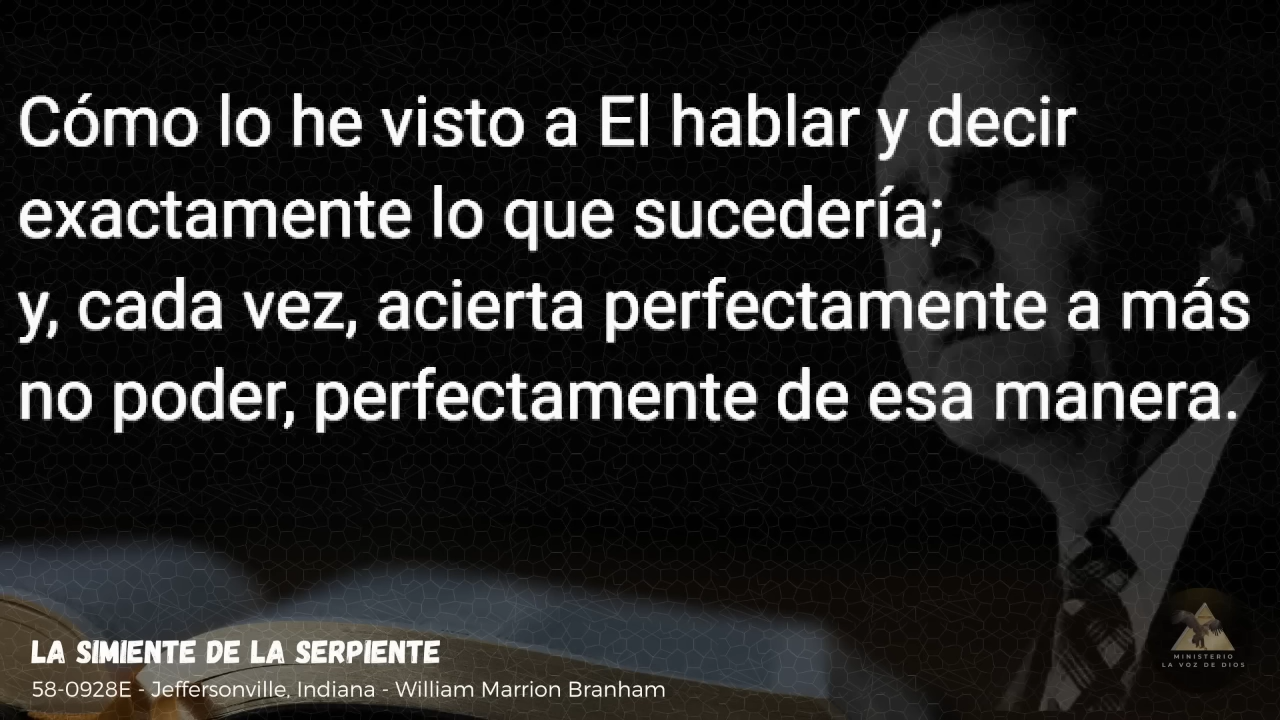 Cómo lo he visto a El hablar y decir
exactamente lo que sucedería;
y, cada vez, acierta perfectamente a más
no poder, perfectamente de esa manera.
LA SIMIENTE DE LA SERPIENTE
58-0928E - Jeffersonville, Indiana - William Marrion Branham
MINISTERIO
LA VOZ DE DIOS